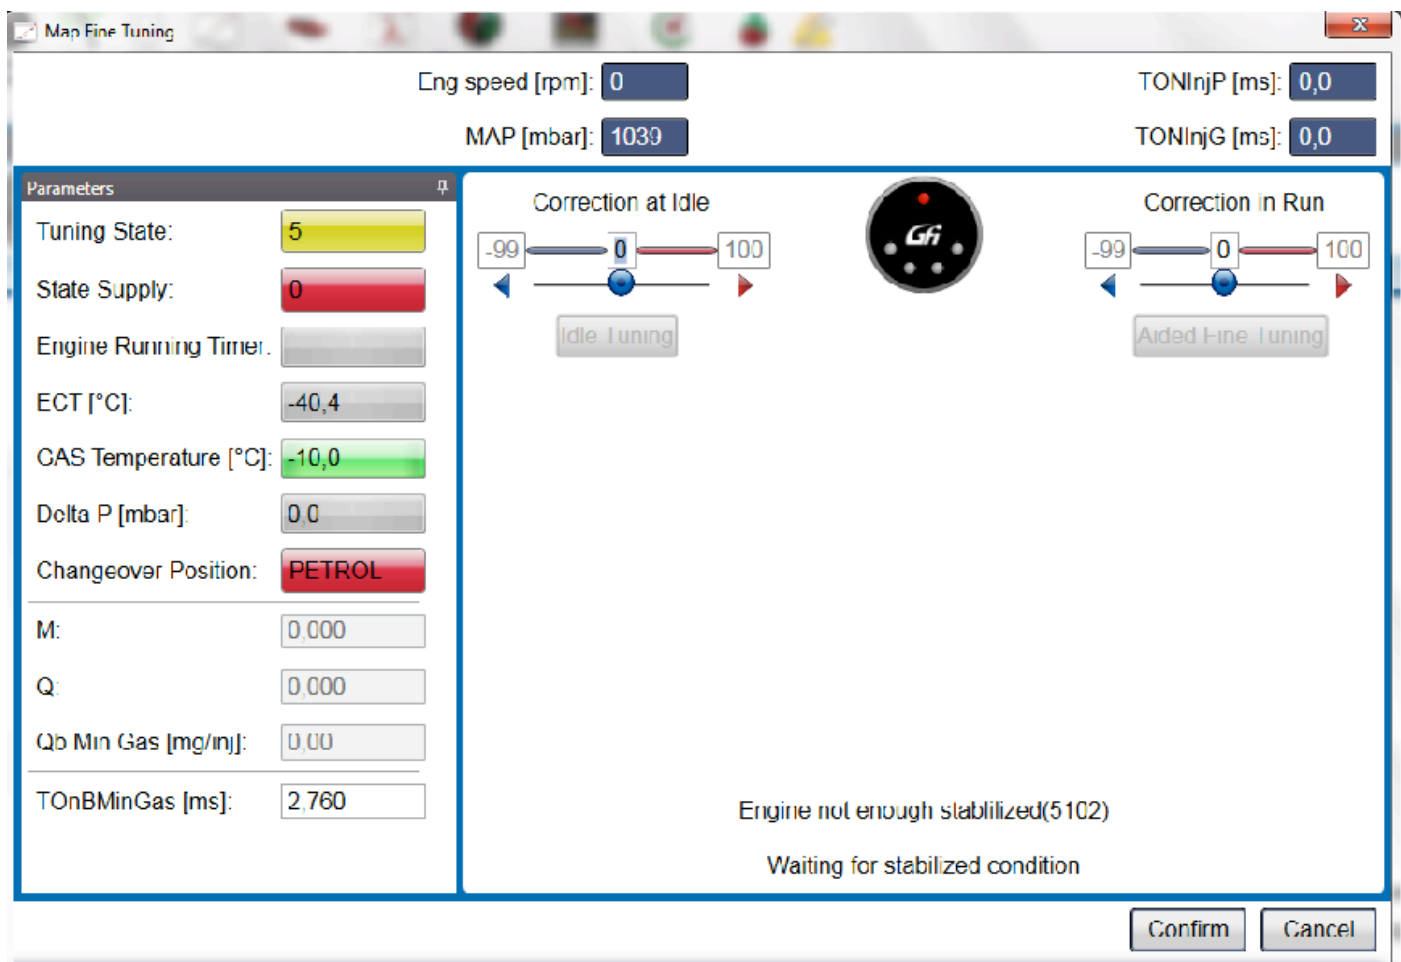 Map Fine Tuning
x
Eng speed [rpm]: 0
TONInjP [ms]: 0,0
MAP [mbar]: 1039
TONInjG [ms]: 0,0
Parameters
Tuning State: 5
State Supply: 0
Engine Running Timer:
ECT [°C]: -40,4
GAS Temperature [°C]: -10,0
Delta P [mbar]: 0,0
Changeover Position: PETROL
M: 0,000
Q: 0,000
Qb Min Gas [mg/inj]: 0,00
TOnBMinGas [ms]: 2,760
Correction at Idle
-99 0 100
Idle Tuning
Gfi
Correction in Run
-99 0 100
Aided Fine Tuning
Engine not enough stablilized(5102)
Waiting for stabilized condition
Confirm Cancel